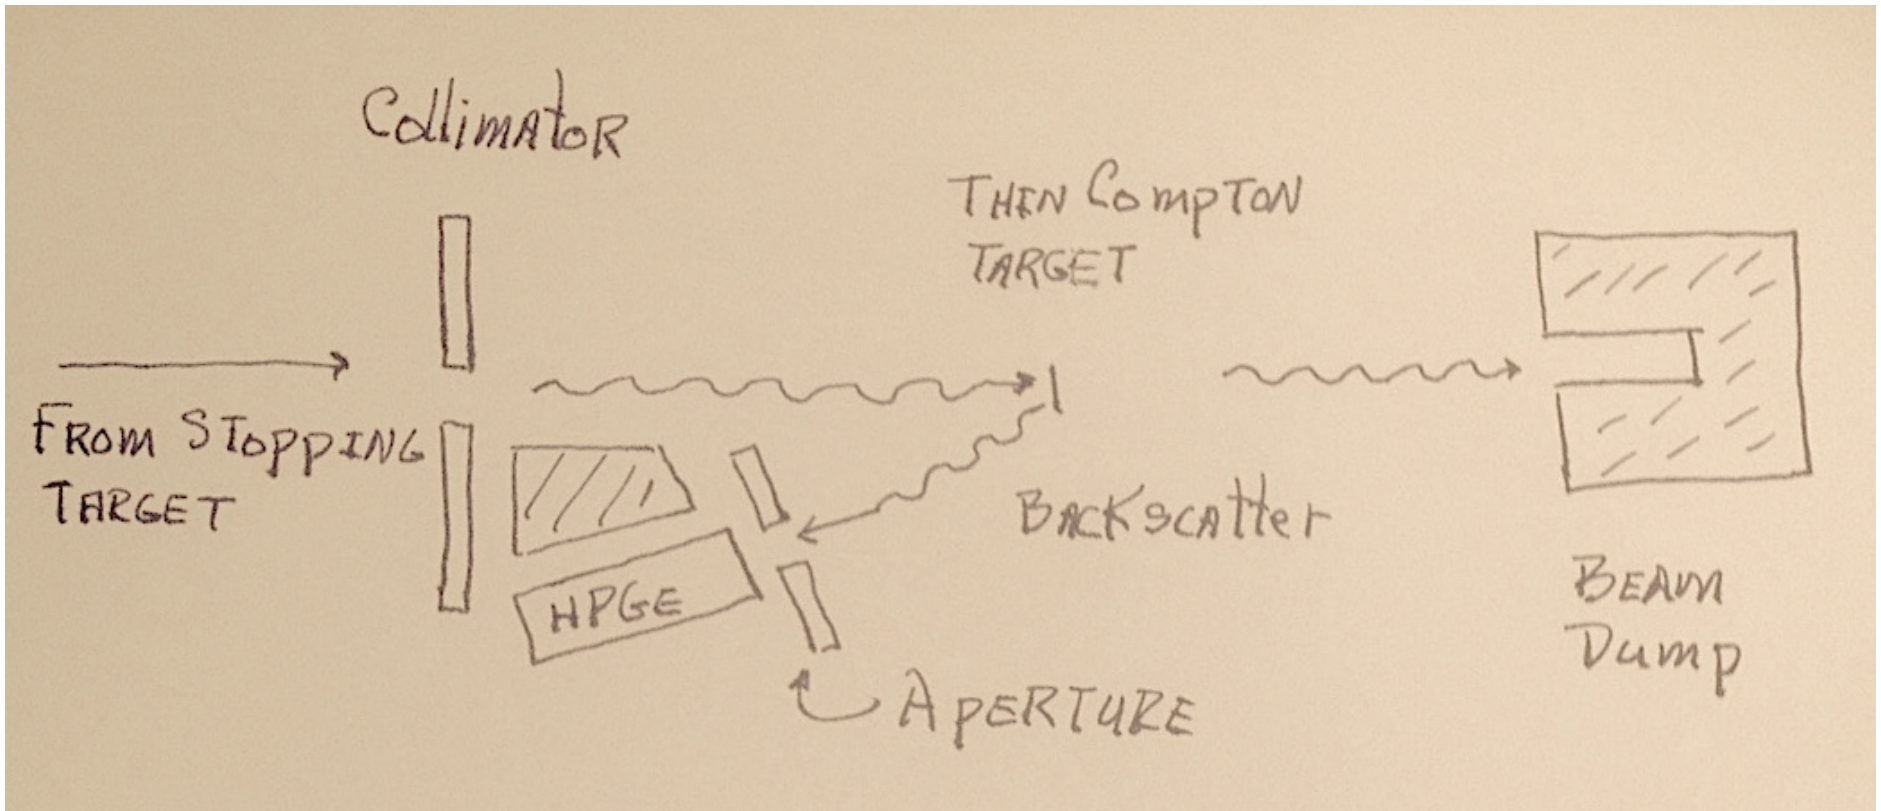 Collimator
THIN COMPTON
TARGET
FROM STOPPING
TARGET
BACKSCATTER
HPGE
BEAM
DUMP
APERTURE